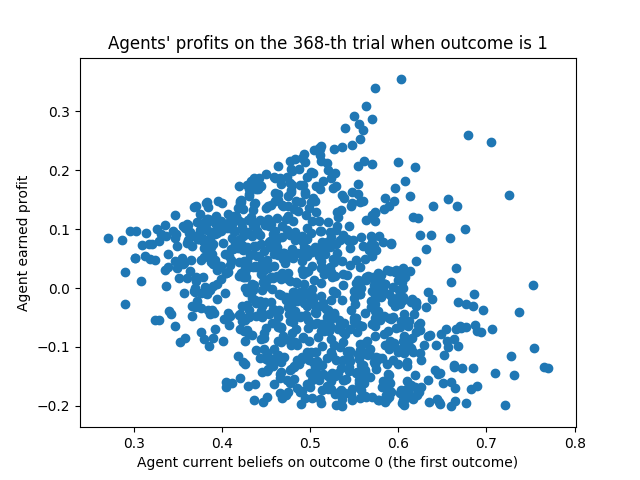 Agents' profits on the 368-th trial when outcome is 1
Agent earned profit
0.3
0.2
0.1
0.0
−0.1
−0.2
0.3 0.4 0.5 0.6 0.7 0.8
Agent current beliefs on outcome 0 (the first outcome)